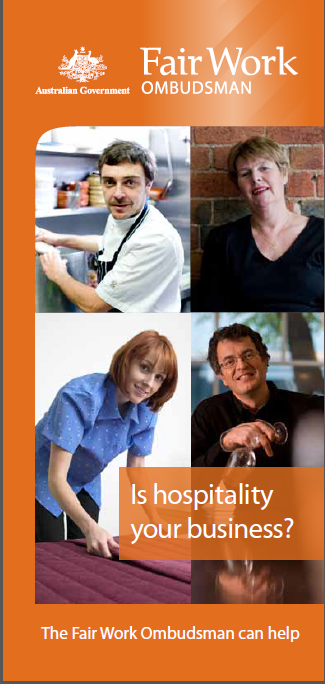 Fair Work
Australian Government
OMBUDSMAN
Is hospitality
your business?
The Fair Work Ombudsman can help